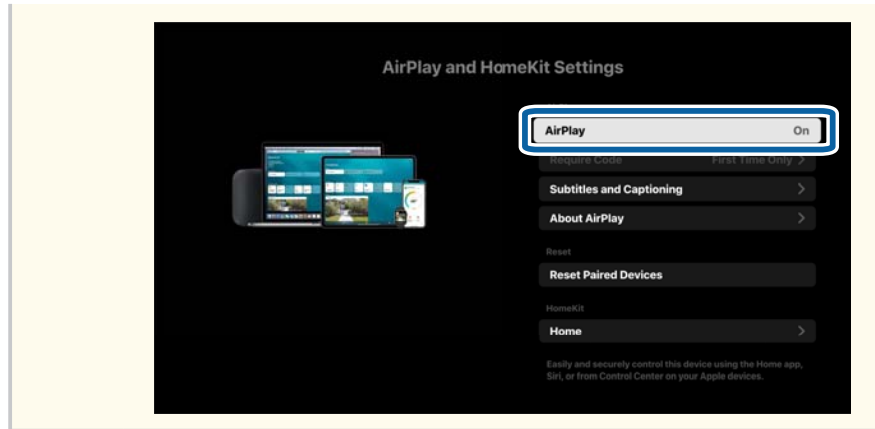 AirPlay and HomeKit Settings
AirPlay On
Require Code First Time Only >
Subtitles and Captioning >
About AirPlay >
Reset
Reset Paired Devices
HomeKit
Home >
Easily and securely control this device using the Home app,
Siri, or from Control Center on your Apple devices.